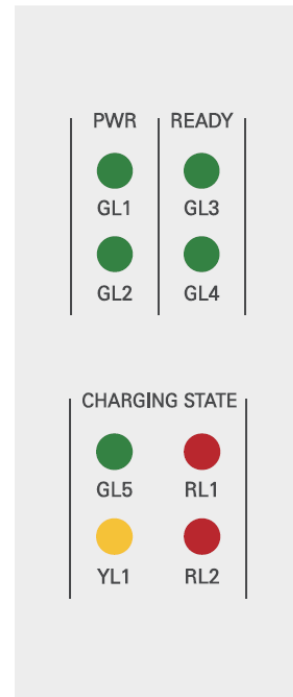 PWR READY
GL1 GL3
GL2 GL4
CHARGING STATE
GL5 RL1
YL1 RL2